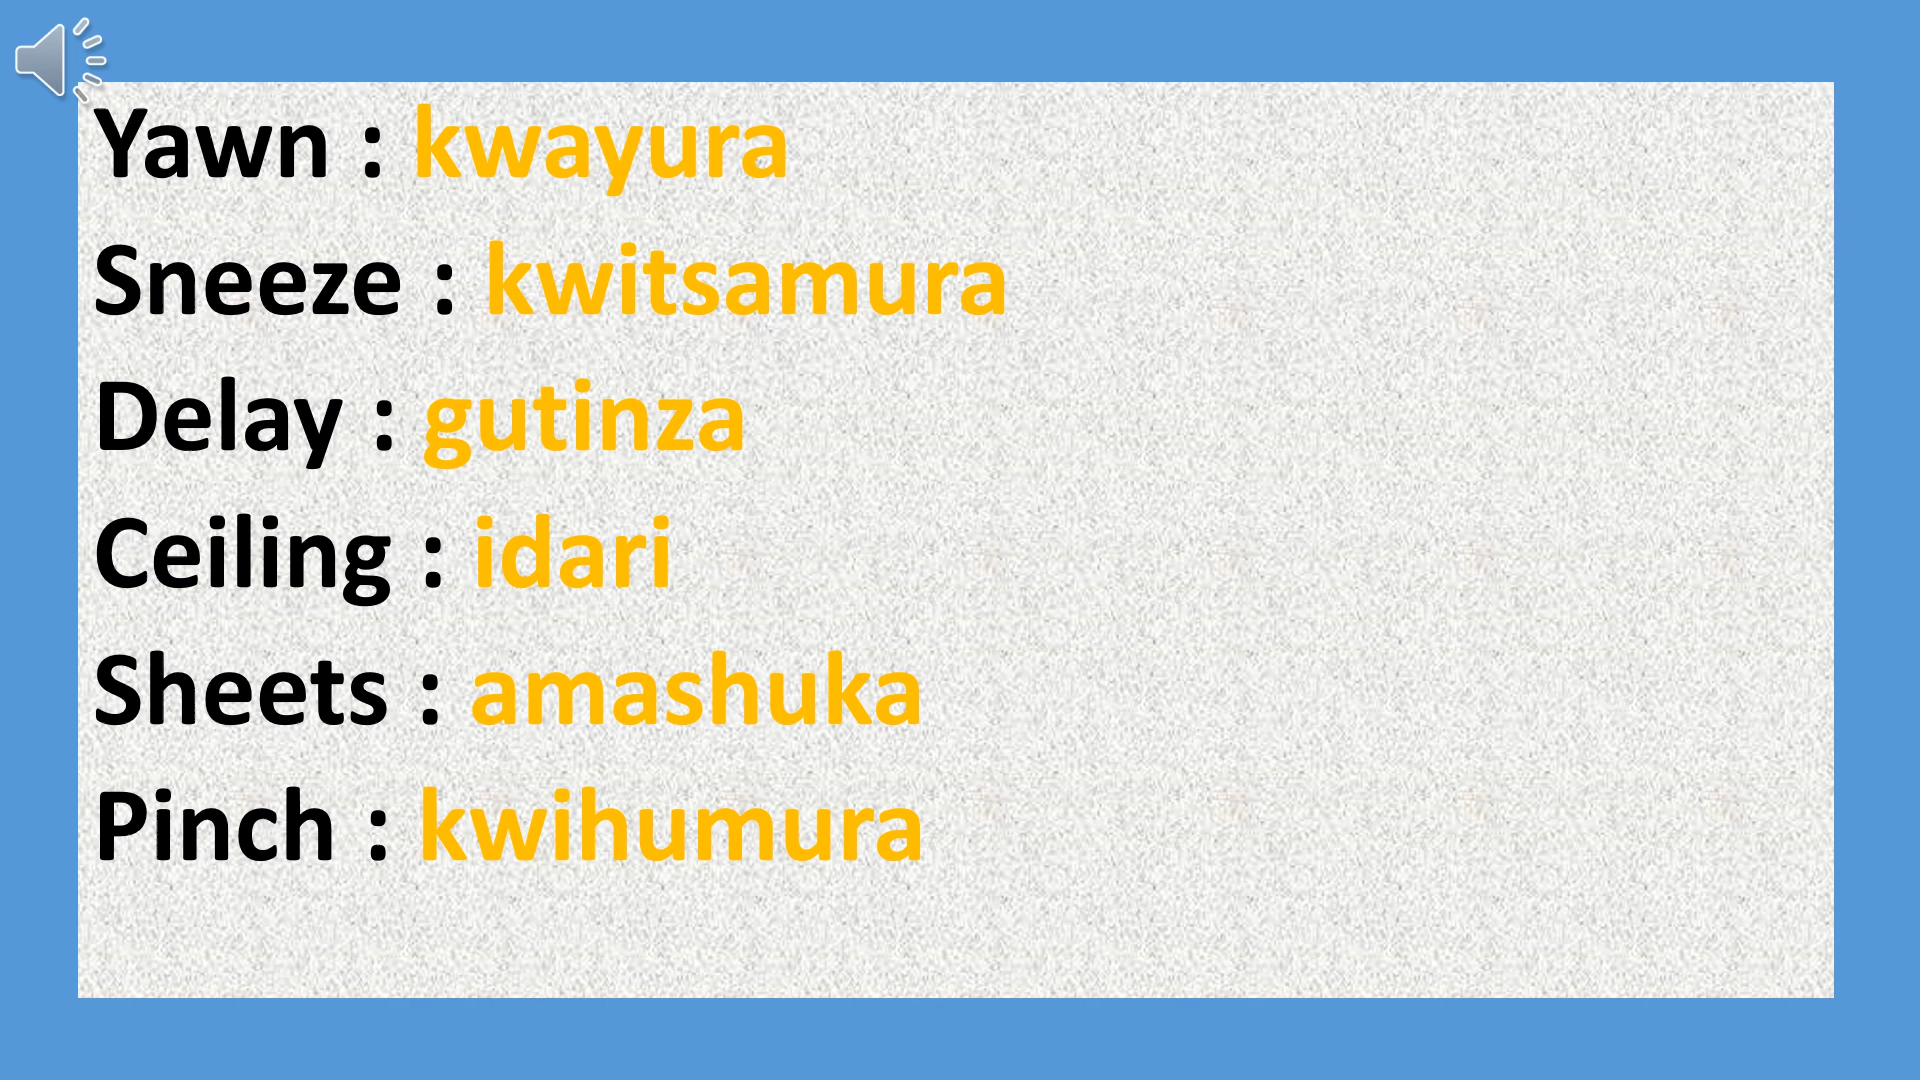 Yawn : kwayura
Sneeze : kwitsamura
Delay : gutinza
Ceiling : idari
Sheets : amashuka
Pinch : kwihumura